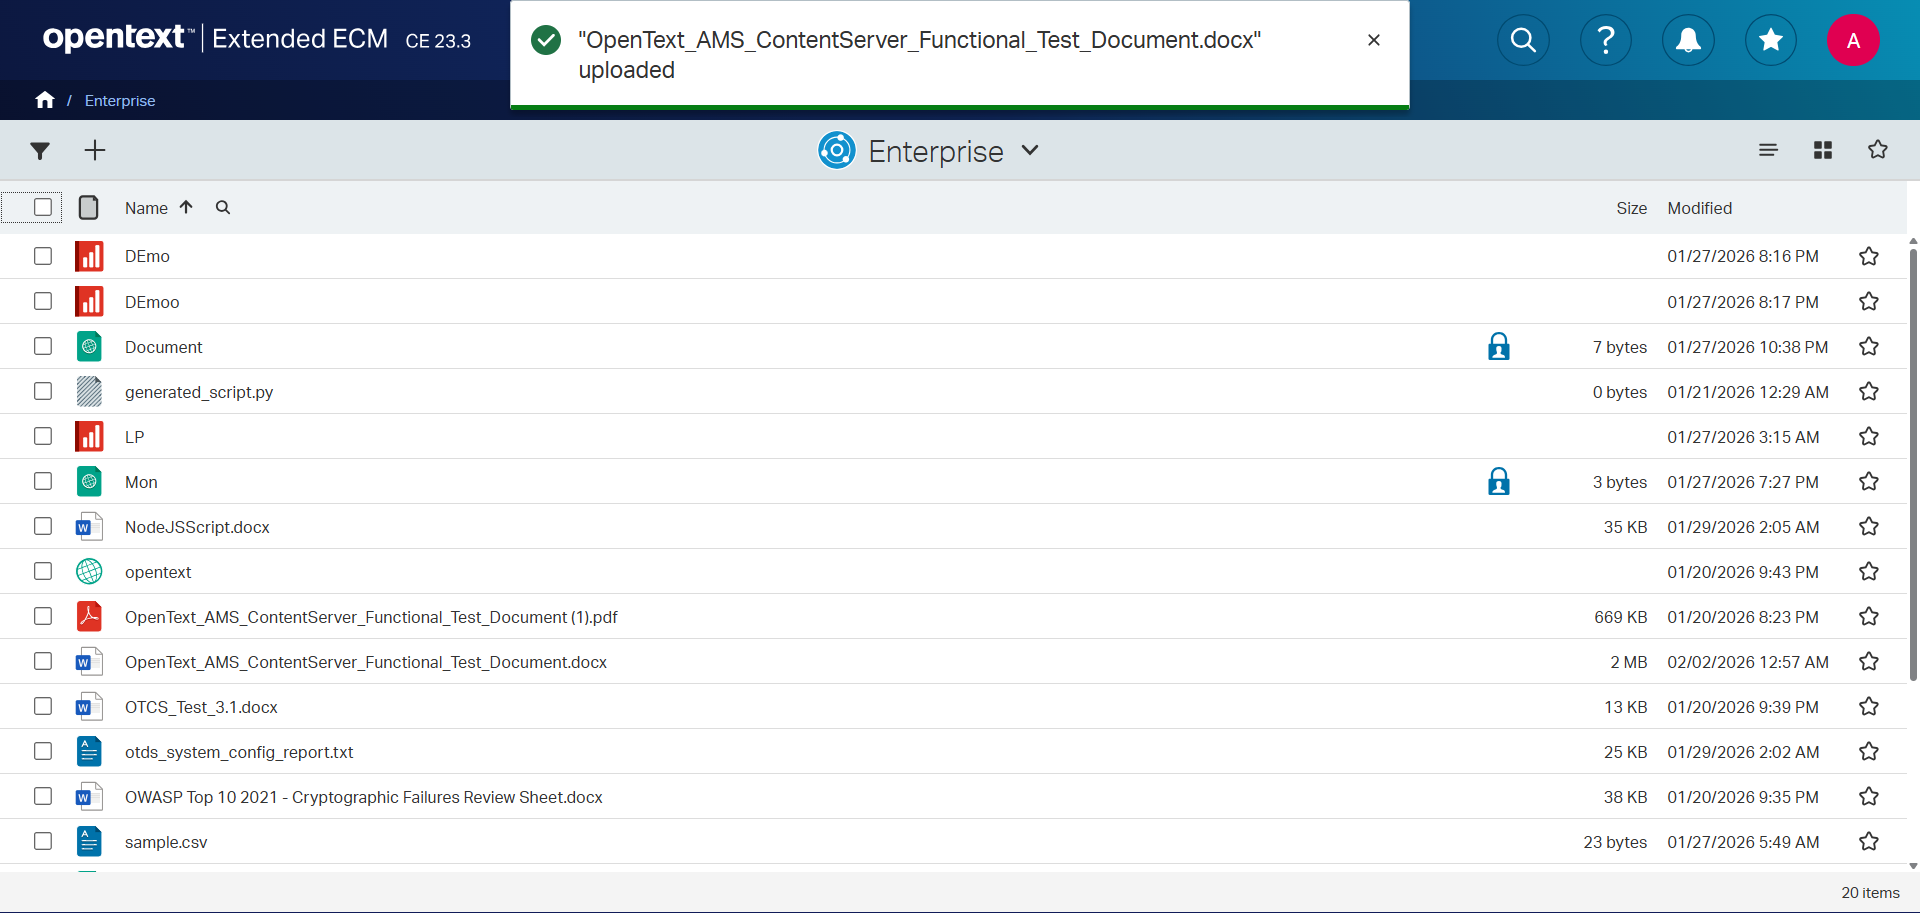 opentext™ | Extended ECM CE 23.3
"OpenText_AMS_ContentServer_Functional_Test_Document.docx"
uploaded
A
/ Enterprise
Enterprise
Name Size Modified
DEmo 01/27/2026 8:16 PM
DEmoo 01/27/2026 8:17 PM
Document 7 bytes 01/27/2026 10:38 PM
generated_script.py 0 bytes 01/21/2026 12:29 AM
LP 01/27/2026 3:15 AM
Mon 3 bytes 01/27/2026 7:27 PM
NodeJSScript.docx 35 KB 01/29/2026 2:05 AM
opentext 01/20/2026 9:43 PM
OpenText_AMS_ContentServer_Functional_Test_Document (1).pdf 669 KB 01/20/2026 8:23 PM
OpenText_AMS_ContentServer_Functional_Test_Document.docx 2 MB 02/02/2026 12:57 AM
OTCS_Test_3.1.docx 13 KB 01/20/2026 9:39 PM
otds_system_config_report.txt 25 KB 01/29/2026 2:02 AM
OWASP Top 10 2021 - Cryptographic Failures Review Sheet.docx 38 KB 01/20/2026 9:35 PM
sample.csv 23 bytes 01/27/2026 5:49 AM
20 items